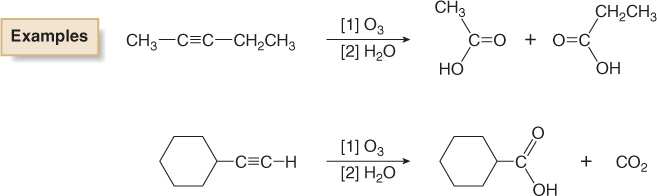 Examples
CH₃—C≡C—CH₂CH₃
[1] O₃
[2] H₂O
CH₃
C=O
HO
+
CH₂CH₃
O=C
OH
C≡C—H
[1] O₃
[2] H₂O
O
C
OH
+
CO₂